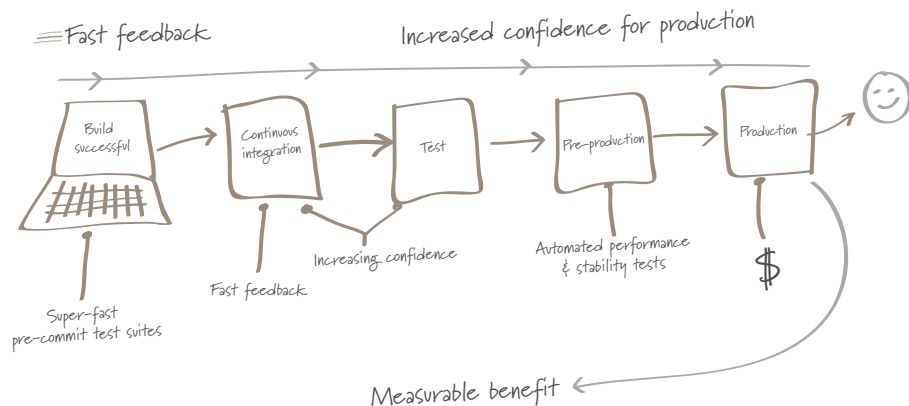 Fast feedback
Increased confidence for production
Build
successful
Continuous
integration
Test
Pre-production
Production
Increasing confidence
Fast feedback
Automated performance
& stability tests
$
Super-fast
pre-commit test suites
Measurable benefit